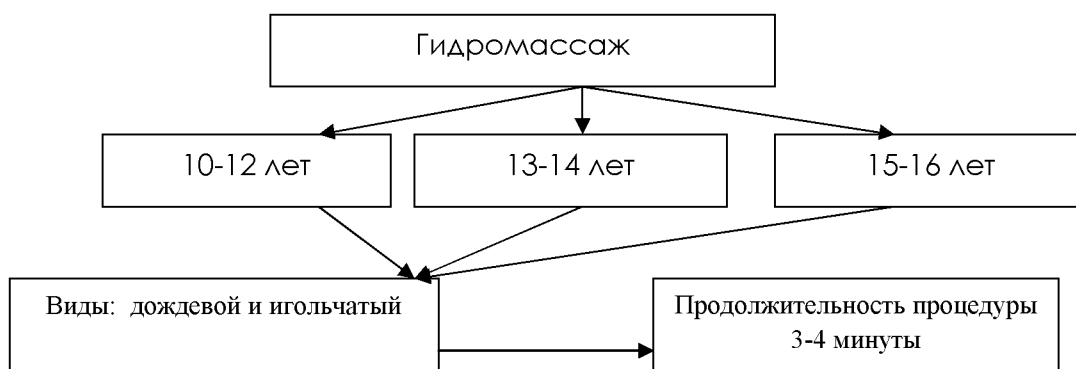 Гидромассаж
10-12 лет
13-14 лет
15-16 лет
Виды: дождевой и игольчатый
Продолжительность процедуры
3-4 минуты